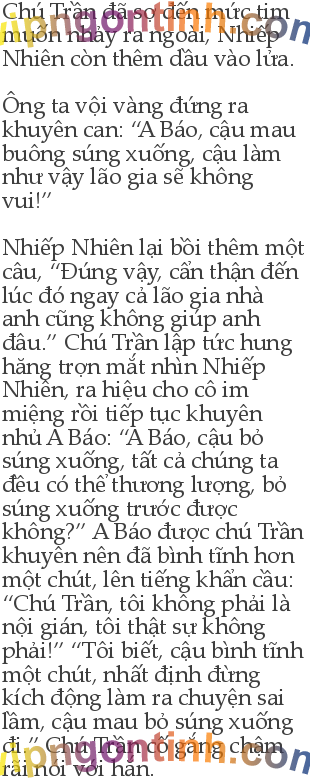 Chú Trần đã sợ đến mức tim
muốn nhảy ra ngoài, Nhiếp
Nhiên còn thêm dầu vào lửa.
Ông ta vội vàng đứng ra
khuyên can: “A Báo, cậu mau
buông súng xuống, cậu làm
như vậy lão gia sẽ không
vui!”
Nhiếp Nhiên lại bồi thêm một
câu, “Đúng vậy, cẩn thận đến
lúc đó ngay cả lão gia nhà
anh cũng không giúp anh
đâu.” Chú Trần lập tức hung
hăng trợn mắt nhìn Nhiếp
Nhiên, ra hiệu cho cô im
miệng rồi tiếp tục khuyên
nhủ A Báo: “A Báo, cậu bỏ
súng xuống, tất cả chúng ta
đều có thể thương lượng, bỏ
súng xuống trước được
không?” A Báo được chú Trần
khuyên nên đã bình tĩnh hơn
một chút, lên tiếng khẩn cầu:
“Chú Trần, tôi không phải là
nội gián, tôi thật sự không
phải!” “Tôi biết, cậu bình tĩnh
một chút, nhất định đừng
kích động làm ra chuyện sai
lầm, cậu mau bỏ súng xuống
đi.” Chú Trần cố gắng chậm
rãi nói với hắn.
vipngontinh.com
vipngontinh.com